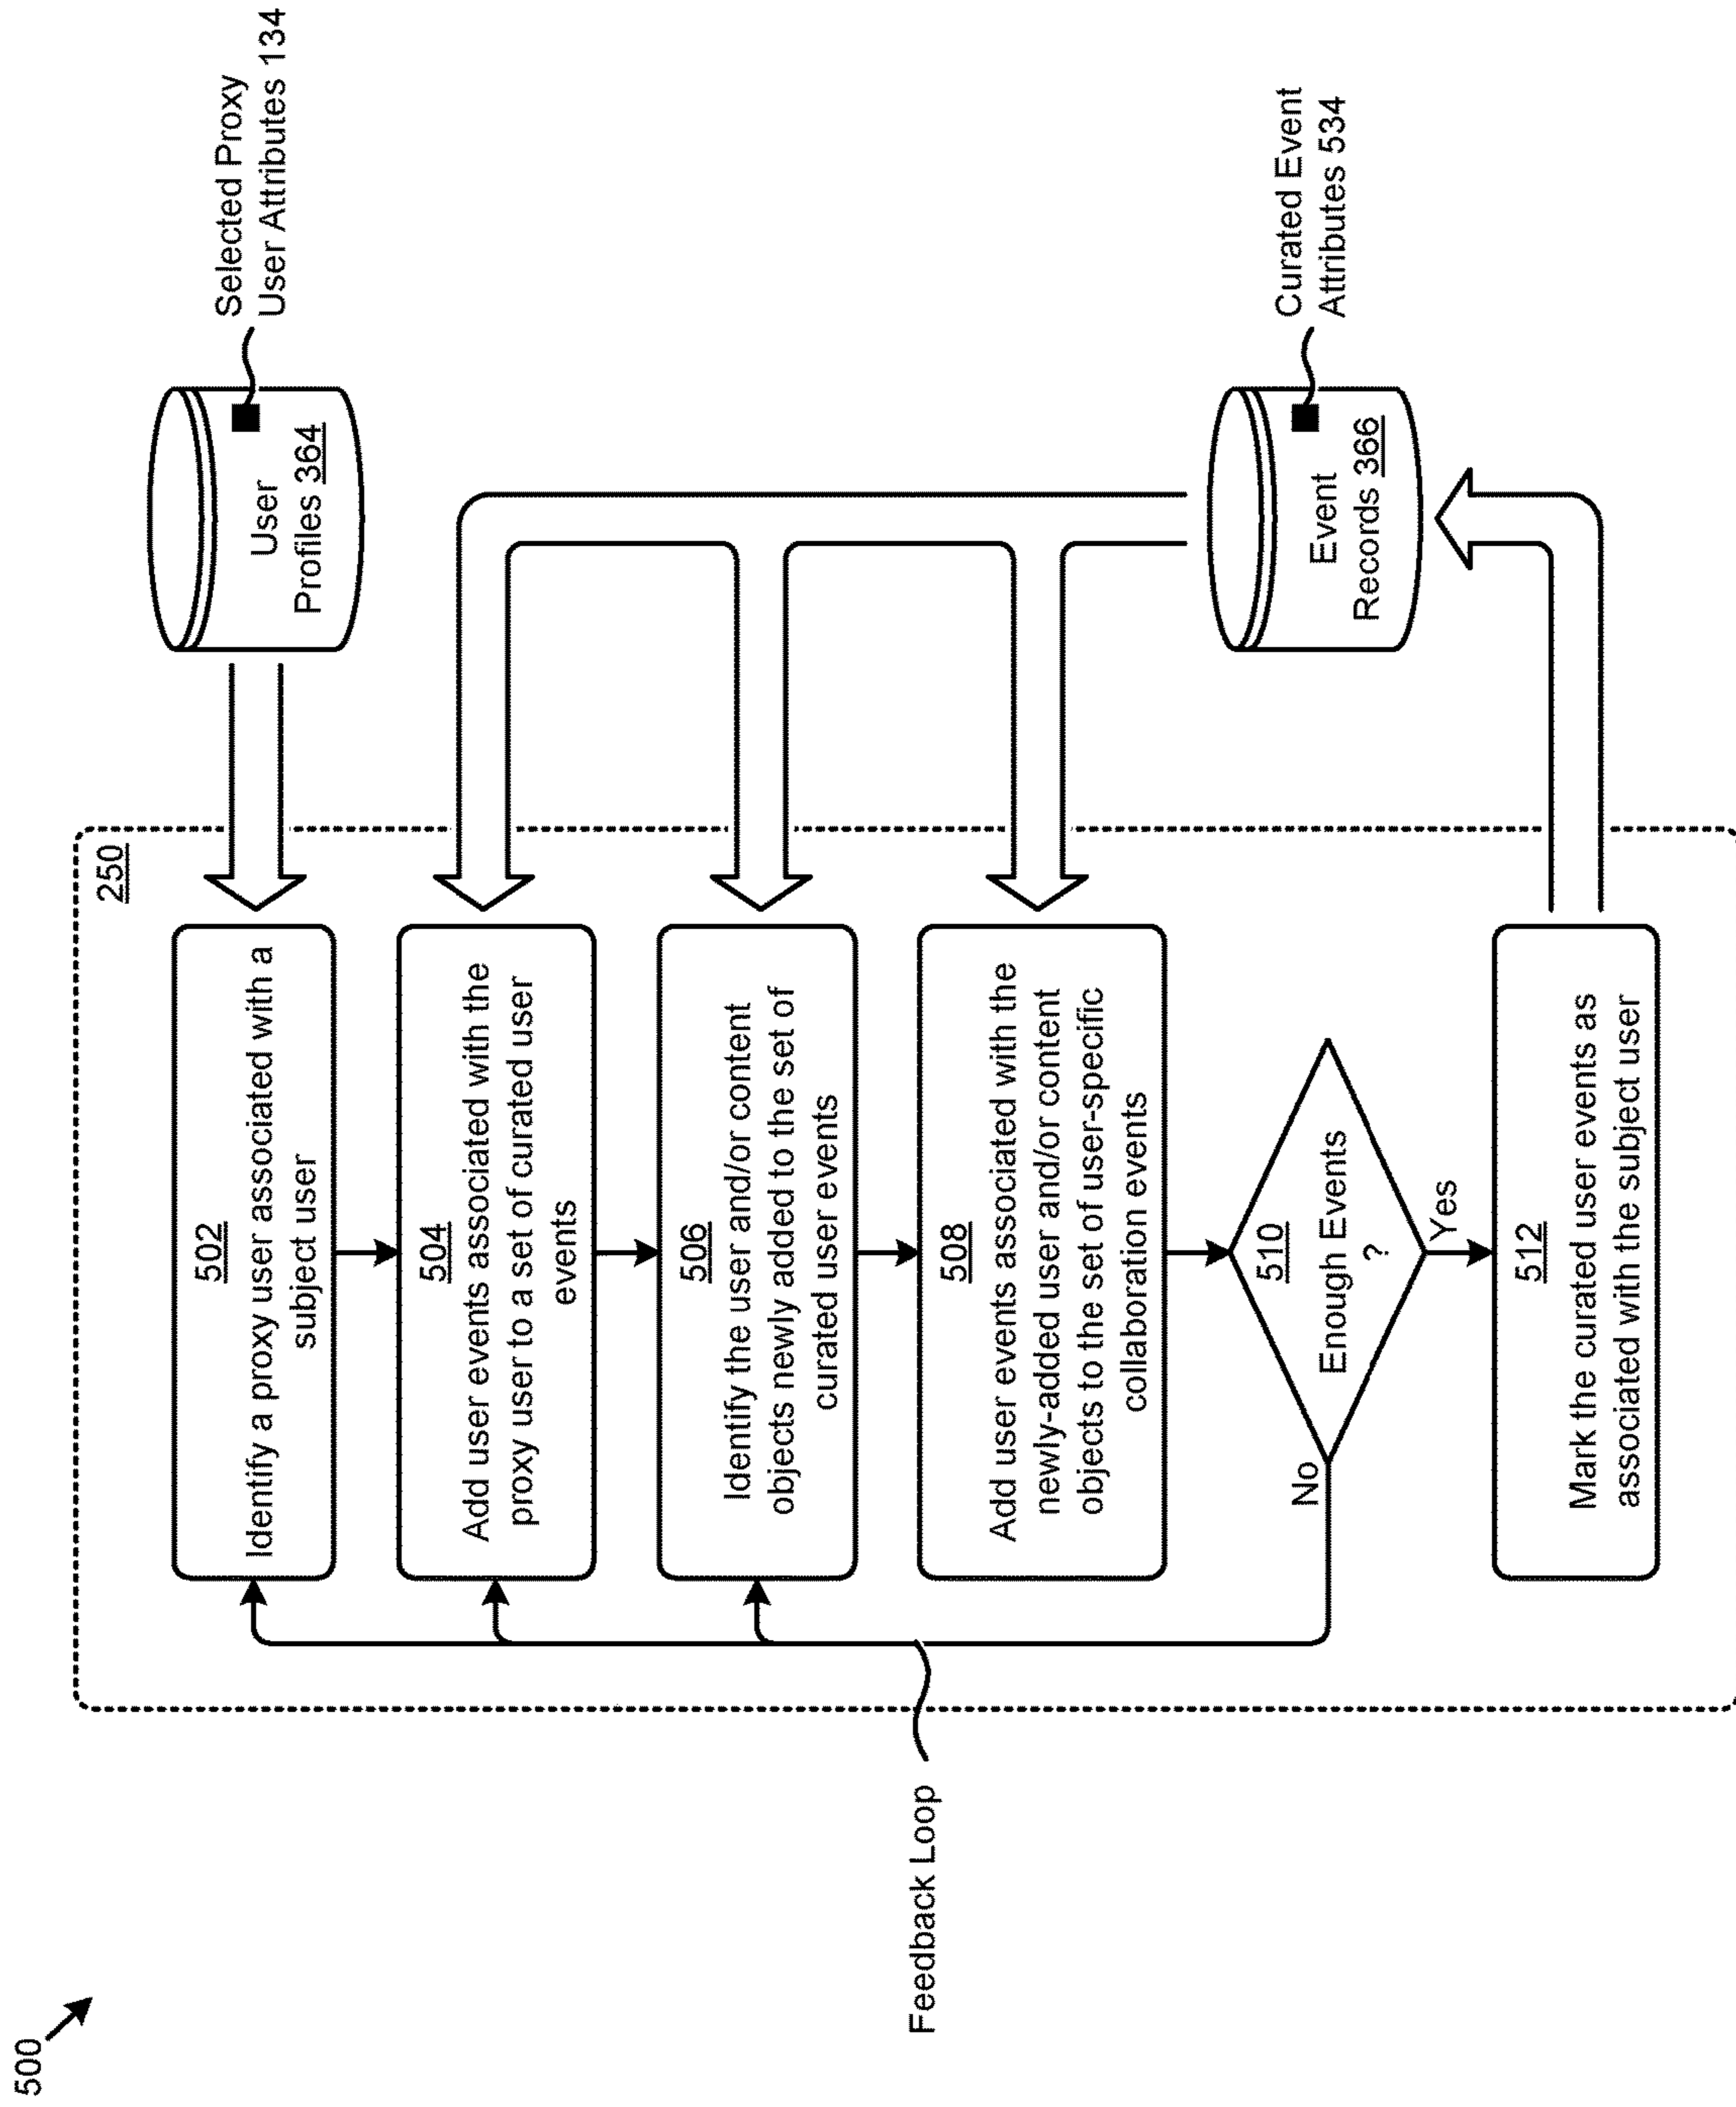 500
250
502
Identify a proxy user associated with a
subject user
504
Add user events associated with the
proxy user to a set of curated user
events
506
Identify the user and/or content
objects newly added to the set of
curated user events
508
Add user events associated with the
newly-added user and/or content
objects to the set of user-specific
collaboration events
510
Enough Events
?
No
Yes
512
Mark the curated user events as
associated with the subject user
Feedback Loop
User
Profiles 364
Selected Proxy
User Attributes 134
Event
Records 366
Curated Event
Attributes 534